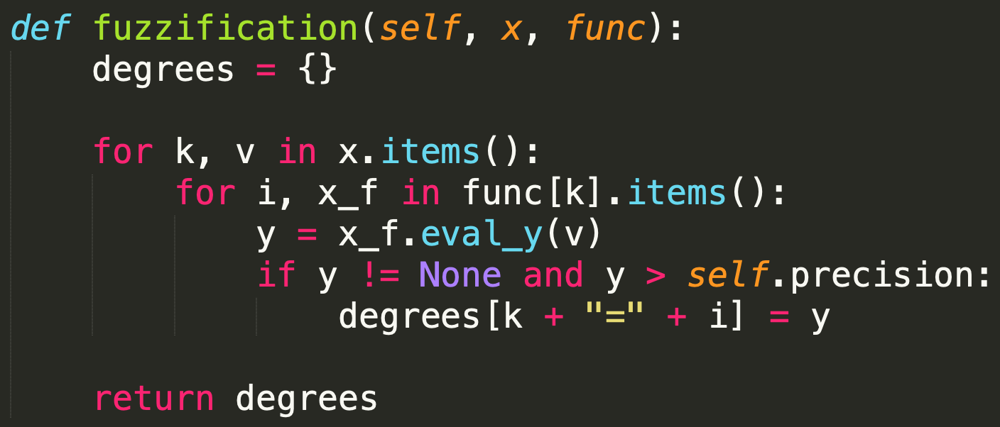 def fuzzification(self, x, func):
    degrees = {}

    for k, v in x.items():
        for i, x_f in func[k].items():
            y = x_f.eval_y(v)
            if y != None and y > self.precision:
                degrees[k + "=" + i] = y

    return degrees